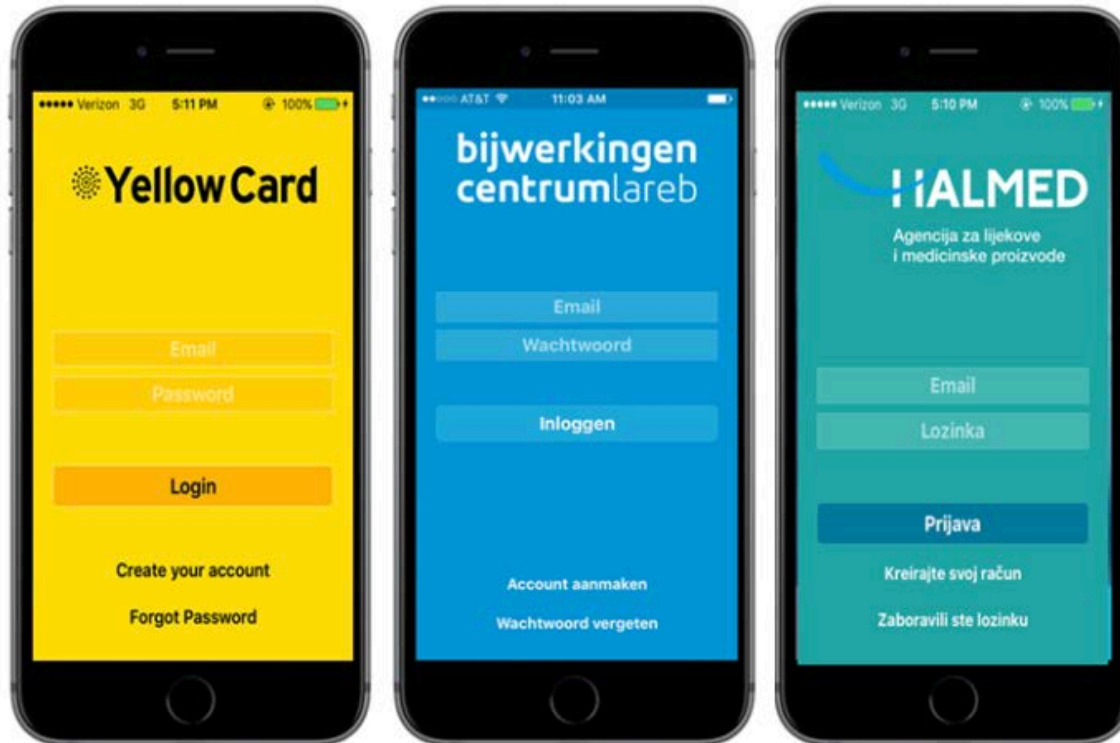 Verizon 3G 5:11 PM 100%
YellowCard
Email
Password
Login
Create your account
Forgot Password
AT&T 11:03 AM
bijwerkingen
centrumlareb
Email
Wachtwoord
Inloggen
Account aanmaken
Wachtwoord vergeten
Verizon 3G 5:10 PM 100%
HALMED
Agencija za lijekove
i medicinske proizvode
Email
Lozinka
Prijava
Kreirajte svoj račun
Zaboravili ste lozinku